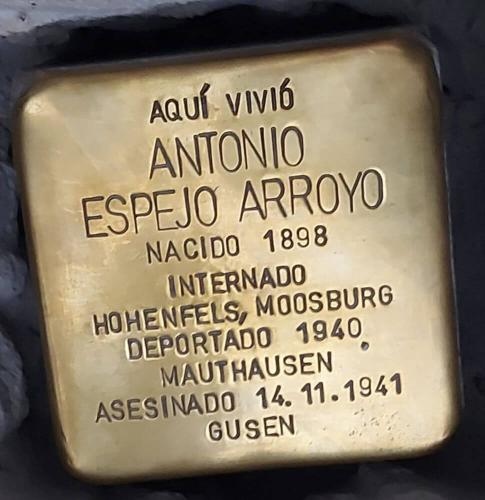 AQUÍ VIVIÓ
ANTONIO
ESPEJO ARROYO
NACIDO 1898
INTERNADO
HOHENFELS, MOOSBURG
DEPORTADO 1940
MAUTHAUSEN
ASESINADO 14.11.1941
GUSEN